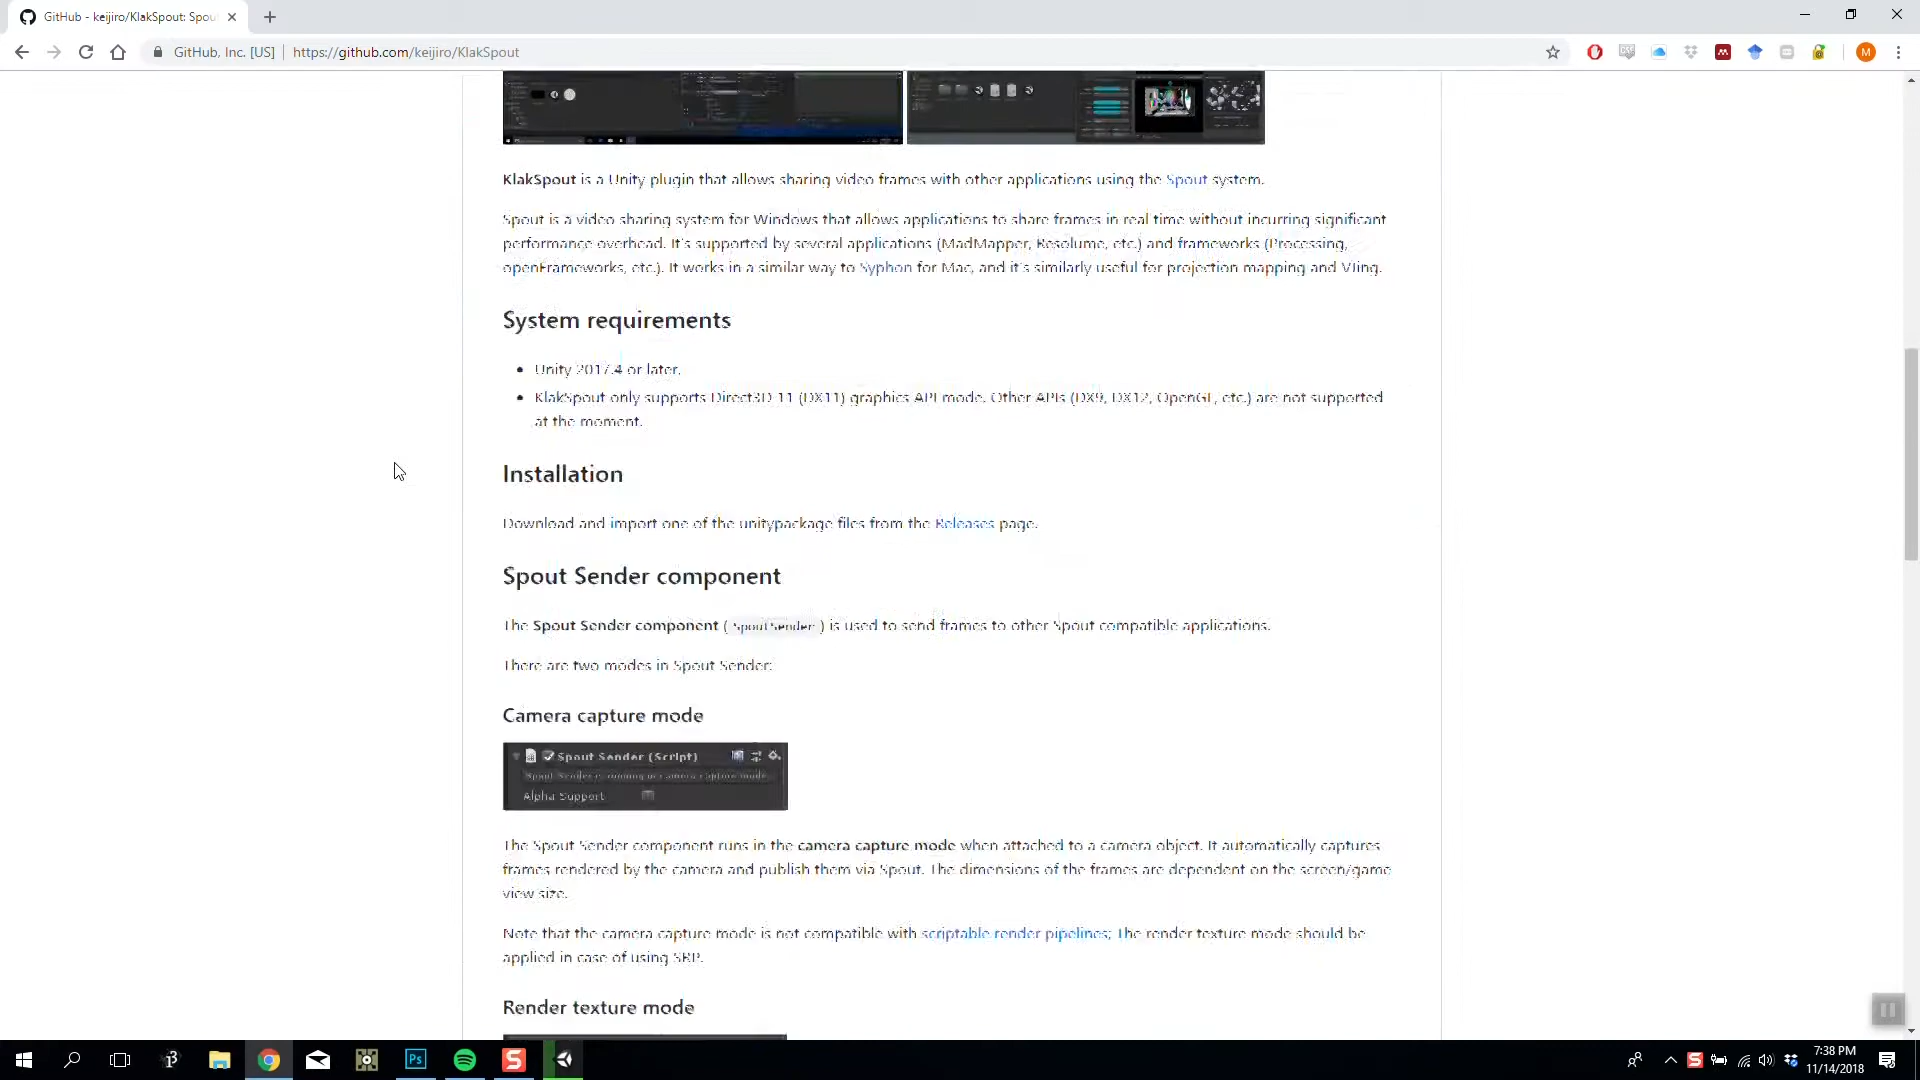 GitHub - keijiro/KlakSpout: Spou
GitHub, Inc. [US] | https://github.com/keijiro/KlakSpout
KlakSpout is a Unity plugin that allows sharing video frames with other applications using the Spout system.
Spout is a video sharing system for Windows that allows applications to share frames in real time without incurring significant
performance overhead. It's supported by several applications (MadMapper, Resolume, etc.) and frameworks (Processing,
openFrameworks, etc.). It works in a similar way to Syphon for Mac, and it's similarly useful for projection mapping and VJing.
System requirements
Unity 2017.4 or later.
KlakSpout only supports Direct3D 11 (DX11) graphics API mode. Other APIs (DX9, DX12, OpenGL, etc.) are not supported
at the moment.
Installation
Download and import one of the unitypackage files from the Releases page.
Spout Sender component
The Spout Sender component ( SpoutSender ) is used to send frames to other Spout compatible applications.
There are two modes in Spout Sender:
Camera capture mode
Spout Sender (Script)
Spout Sender is running in camera capture mode.
Alpha Support
The Spout Sender component runs in the camera capture mode when attached to a camera object. It automatically captures
frames rendered by the camera and publish them via Spout. The dimensions of the frames are dependent on the screen/game
view size.
Note that the camera capture mode is not compatible with scriptable render pipelines; The render texture mode should be
applied in case of using SRP.
Render texture mode
7:38 PM
11/14/2018